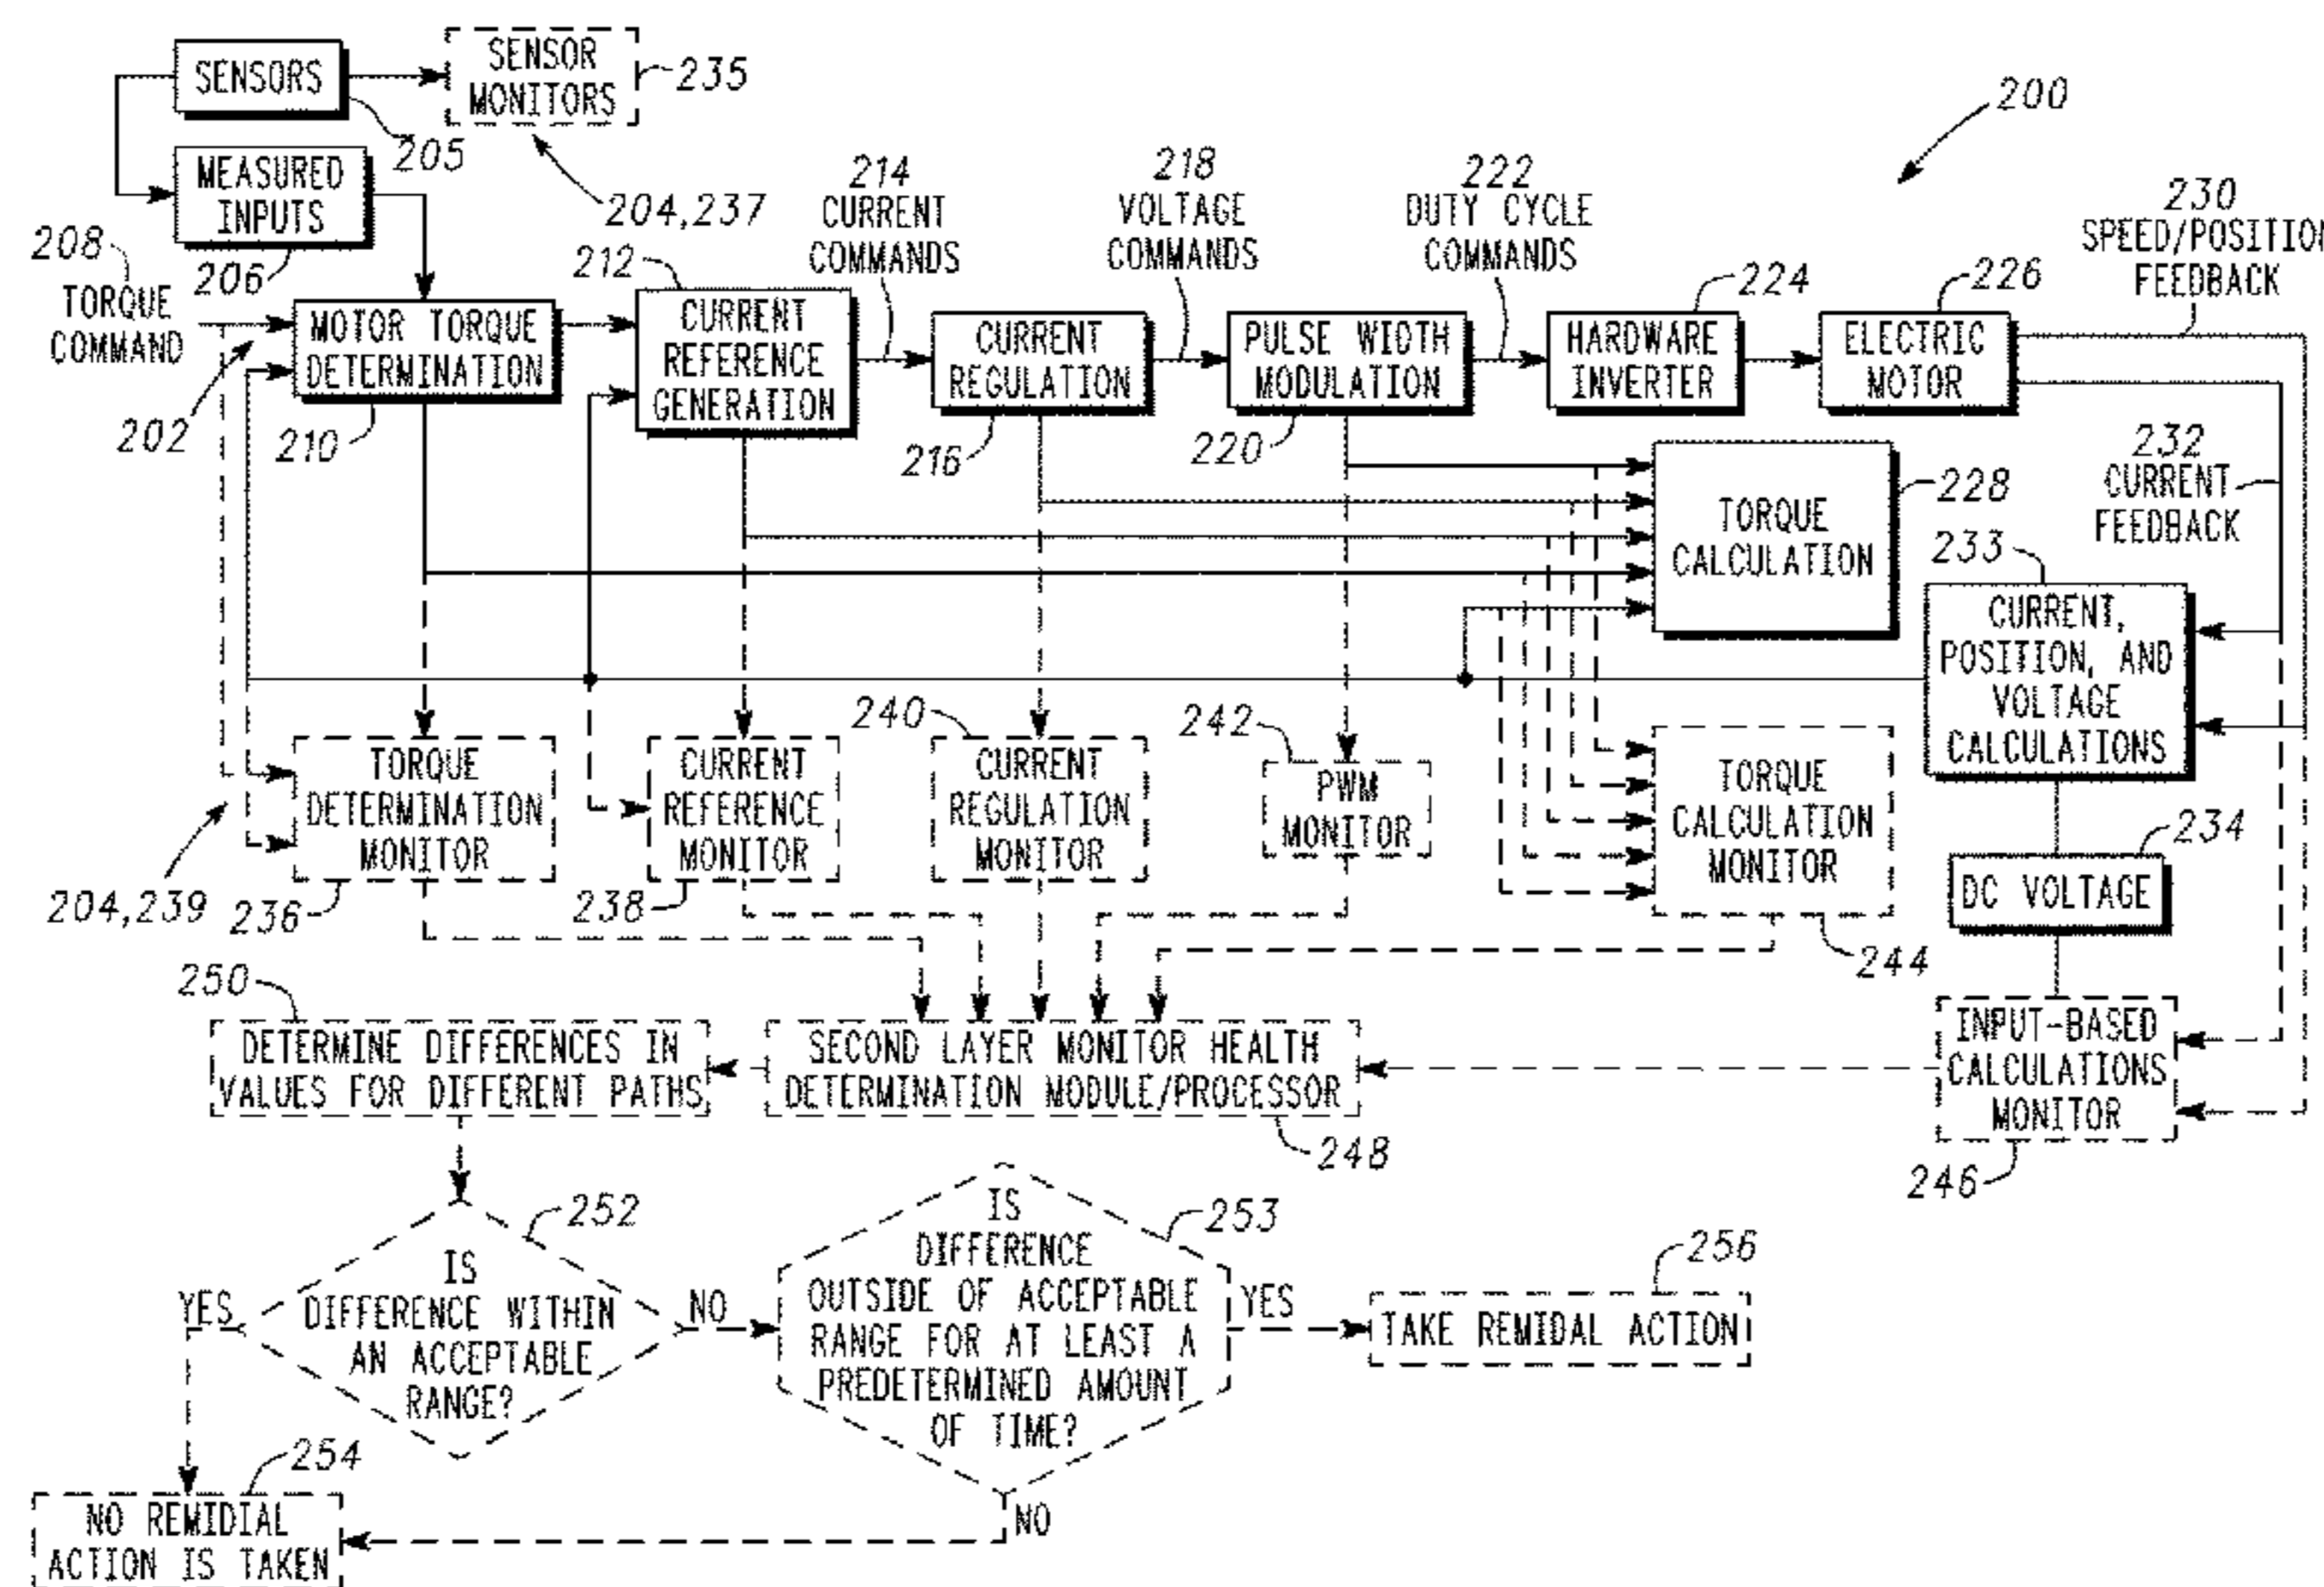 SENSORS
205
SENSOR
MONITORS
235
204,237
200
MEASURED
INPUTS
206
208
TORQUE
COMMAND
202
MOTOR TORQUE
DETERMINATION
210
212
CURRENT
REFERENCE
GENERATION
214
CURRENT
COMMANDS
CURRENT
REGULATION
216
218
VOLTAGE
COMMANDS
PULSE WIDTH
MODULATION
220
222
DUTY CYCLE
COMMANDS
HARDWARE
INVERTER
224
ELECTRIC
MOTOR
226
230
SPEED/POSITION
FEEDBACK
232
CURRENT
FEEDBACK
TORQUE
CALCULATION
228
233
CURRENT,
POSITION, AND
VOLTAGE
CALCULATIONS
DC VOLTAGE
234
204,239
TORQUE
DETERMINATION
MONITOR
236
CURRENT
REFERENCE
MONITOR
238
240
CURRENT
REGULATION
MONITOR
242
PWM
MONITOR
TORQUE
CALCULATION
MONITOR
244
INPUT-BASED
CALCULATIONS
MONITOR
246
250
DETERMINE DIFFERENCES IN
VALUES FOR DIFFERENT PATHS
SECOND LAYER MONITOR HEALTH
DETERMINATION MODULE/PROCESSOR
248
252
IS
DIFFERENCE WITHIN
AN ACCEPTABLE
RANGE?
YES
NO
253
IS
DIFFERENCE
OUTSIDE OF ACCEPTABLE
RANGE FOR AT LEAST A
PREDETERMINED AMOUNT
OF TIME?
YES
NO
256
TAKE REMIDAL ACTION
254
NO REMIDIAL
ACTION IS TAKEN